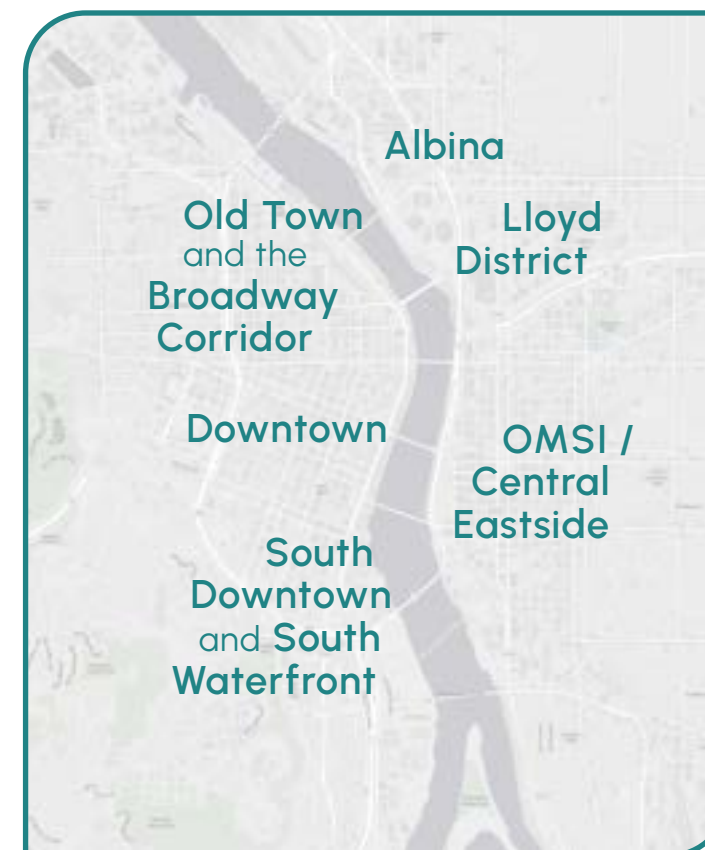 Albina
Old Town
and the
Broadway
Corridor
Lloyd
District
Downtown
OMSI /
Central
Eastside
South
Downtown
and South
Waterfront